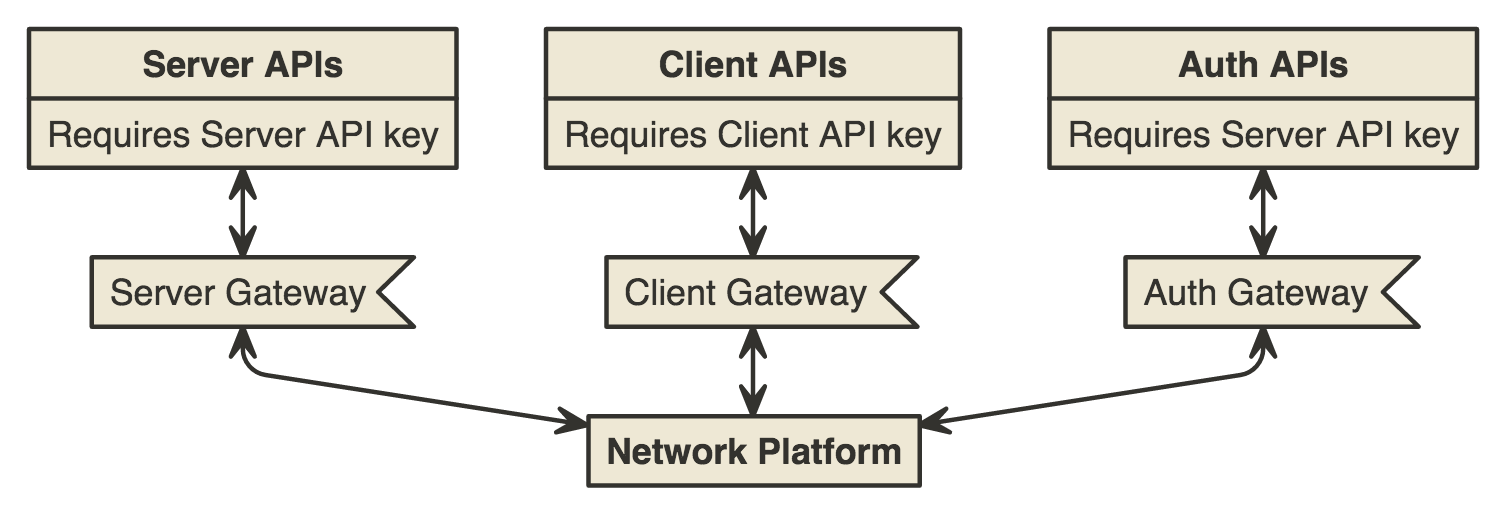 Server APIs
Requires Server API key
Client APIs
Requires Client API key
Auth APIs
Requires Server API key
Server Gateway
Client Gateway
Auth Gateway
Network Platform